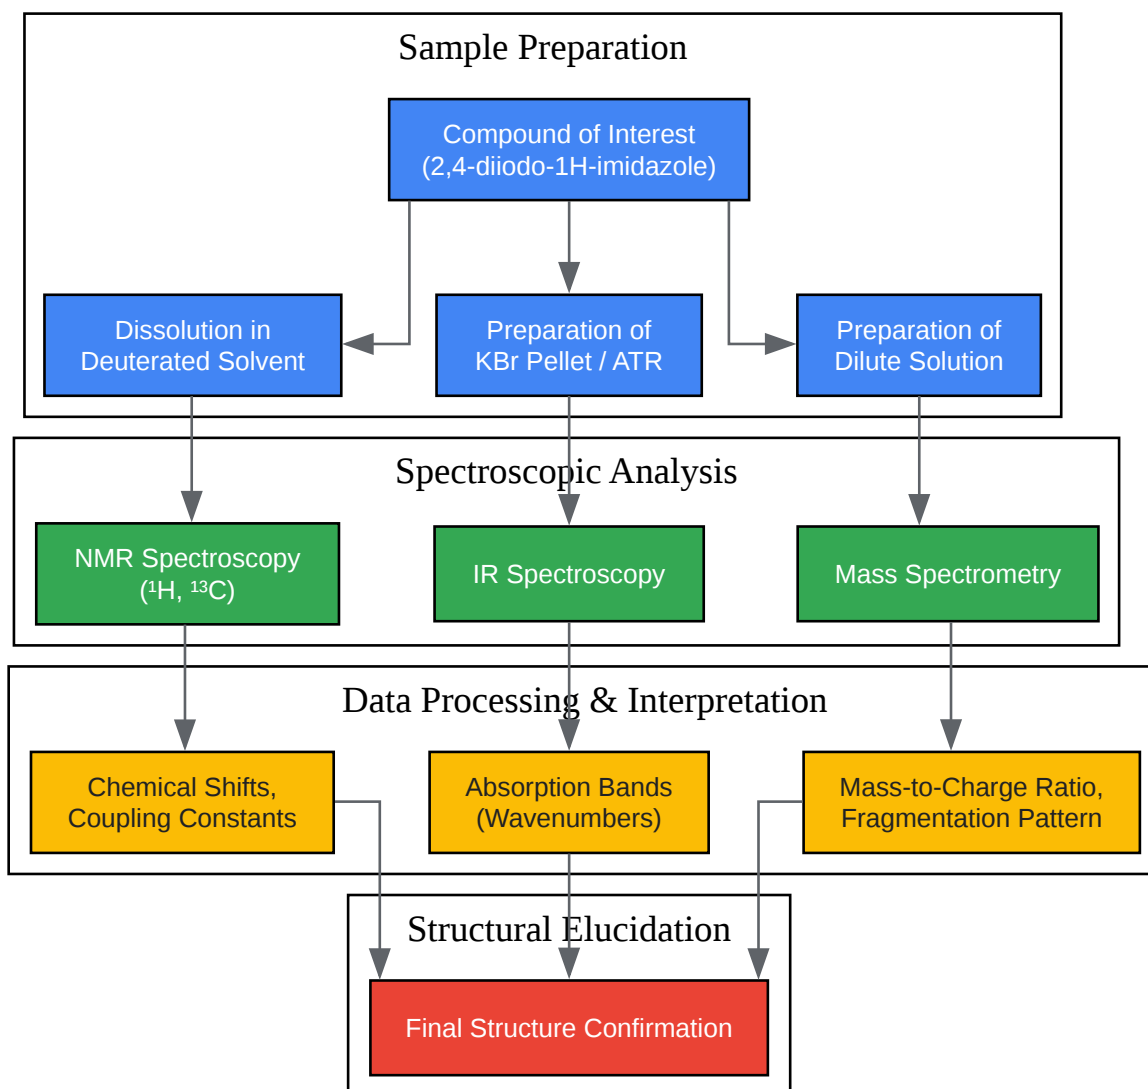 Sample Preparation
Compound of Interest
(2,4-diiodo-1H-imidazole)
Dissolution in
Deuterated Solvent
Preparation of
KBr Pellet / ATR
Preparation of
Dilute Solution
Spectroscopic Analysis
NMR Spectroscopy
(¹H, ¹³C)
IR Spectroscopy
Mass Spectrometry
Data Processing & Interpretation
Chemical Shifts,
Coupling Constants
Absorption Bands
(Wavenumbers)
Mass-to-Charge Ratio,
Fragmentation Pattern
Structural Elucidation
Final Structure Confirmation